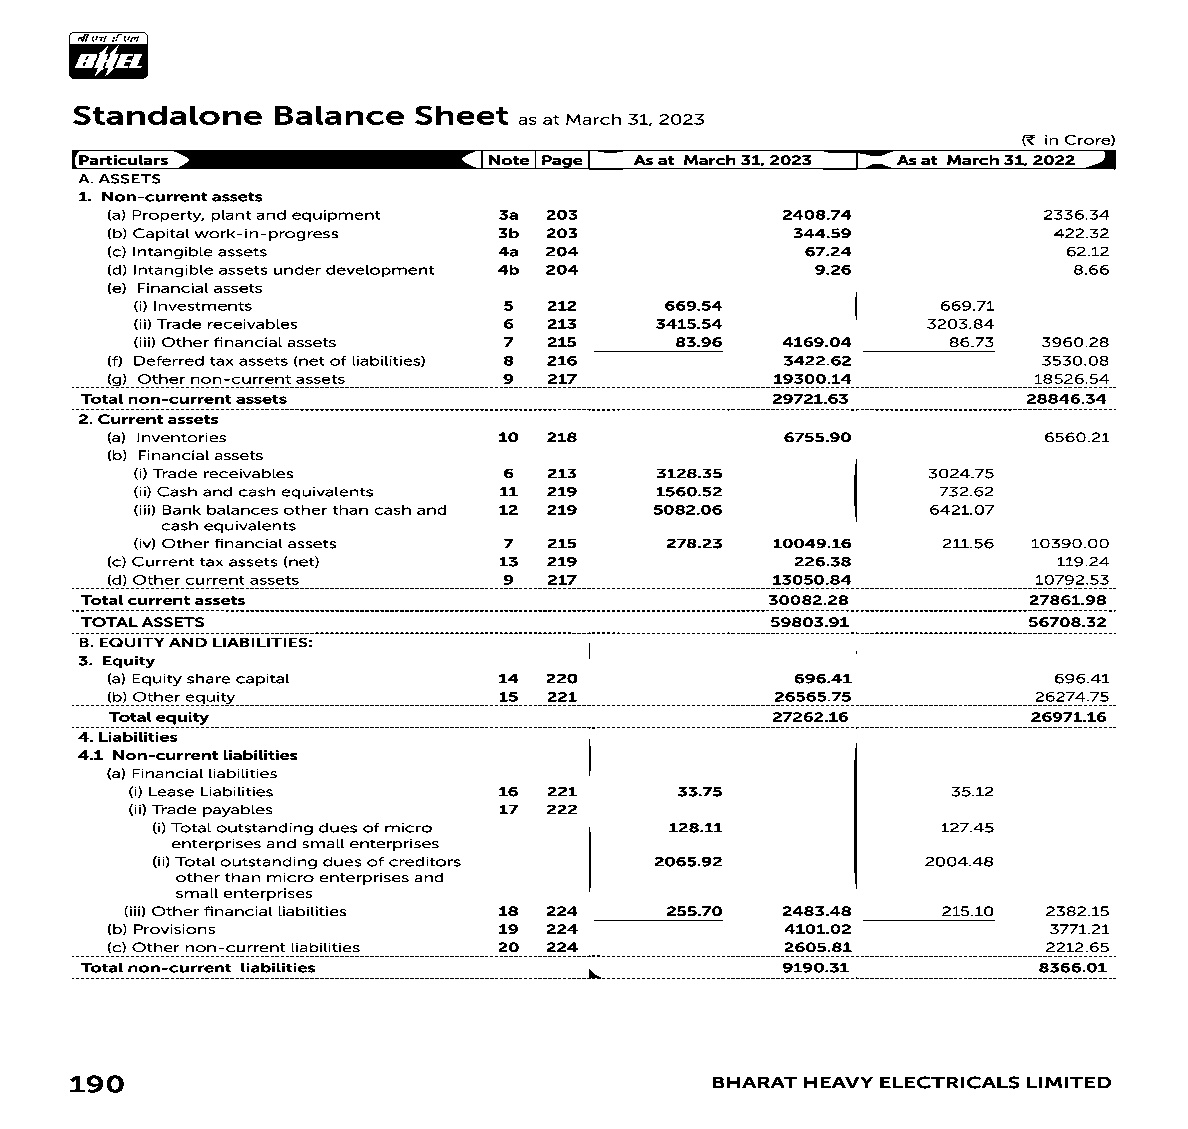 BHEL
Standalone Balance Sheet as at March 31, 2023
(₹ in Crore)
Particulars Note Page As at March 31, 2023 As at March 31, 2022
A. ASSETS
1. Non-current assets
(a) Property, plant and equipment 3a 203 2408.74 2336.34
(b) Capital work-in-progress 3b 203 344.59 422.32
(c) Intangible assets 4a 204 67.24 62.12
(d) Intangible assets under development 4b 204 9.26 8.66
(e) Financial assets
(i) Investments 5 212 669.54 669.71
(ii) Trade receivables 6 213 3415.54 3203.84
(iii) Other financial assets 7 215 83.96 4169.04 86.73 3960.28
(f) Deferred tax assets (net of liabilities) 8 216 3422.62 3530.08
(g) Other non-current assets 9 217 19300.14 18526.54
Total non-current assets 29721.63 28846.34
2. Current assets
(a) Inventories 10 218 6755.90 6560.21
(b) Financial assets
(i) Trade receivables 6 213 3128.35 3024.75
(ii) Cash and cash equivalents 11 219 1560.52 732.62
(iii) Bank balances other than cash and 12 219 5082.06 6421.07
cash equivalents
(iv) Other financial assets 7 215 278.23 10049.16 211.56 10390.00
(c) Current tax assets (net) 13 219 226.38 119.24
(d) Other current assets 9 217 13050.84 10792.53
Total current assets 30082.28 27861.98
TOTAL ASSETS 59803.91 56708.32
B. EQUITY AND LIABILITIES:
3. Equity
(a) Equity share capital 14 220 696.41 696.41
(b) Other equity 15 221 26565.75 26274.75
Total equity 27262.16 26971.16
4. Liabilities
4.1 Non-current liabilities
(a) Financial liabilities
(i) Lease Liabilities 16 221 33.75 35.12
(ii) Trade payables 17 222
(i) Total outstanding dues of micro 128.11 127.45
enterprises and small enterprises
(ii) Total outstanding dues of creditors 2065.92 2004.48
other than micro enterprises and
small enterprises
(iii) Other financial liabilities 18 224 255.70 2483.48 215.10 2382.15
(b) Provisions 19 224 4101.02 3771.21
(c) Other non-current liabilities 20 224 2605.81 2212.65
Total non-current liabilities 9190.31 8366.01
190 BHARAT HEAVY ELECTRICALS LIMITED